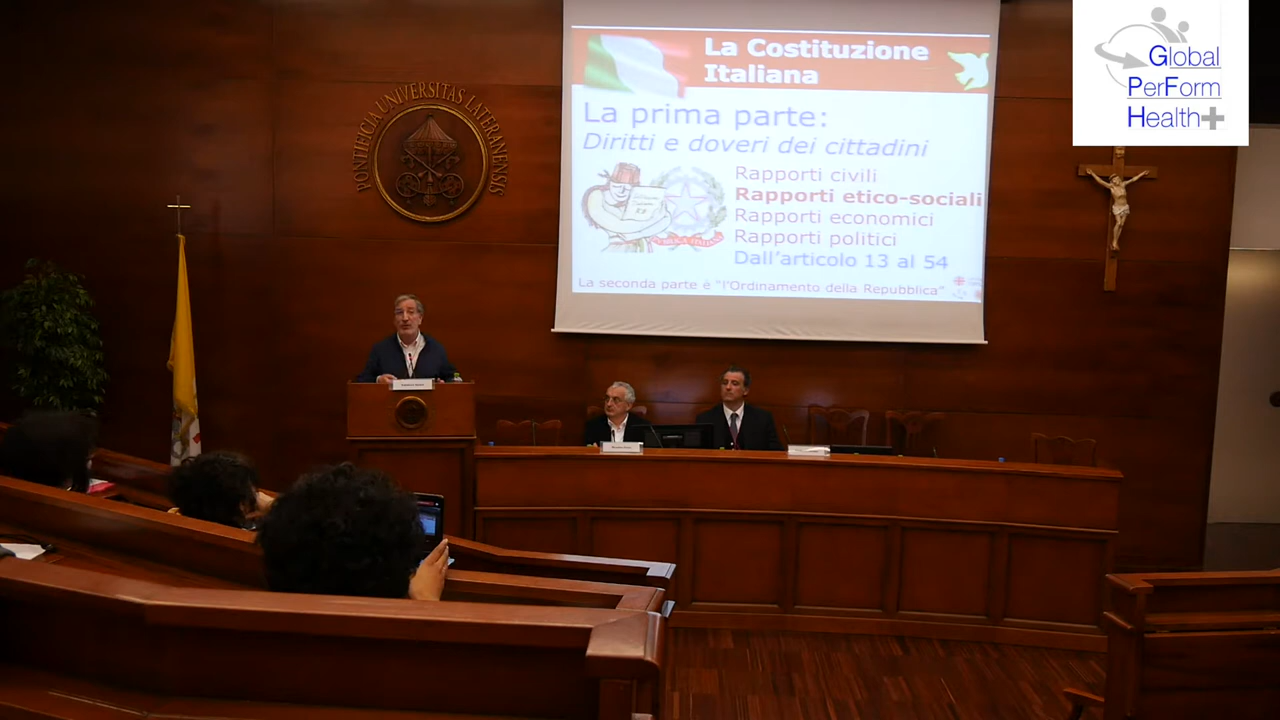 La Costituzione
Italiana
La prima parte:
Diritti e doveri dei cittadini
Rapporti civili
Rapporti etico-sociali
Rapporti economici
Rapporti politici
Dall'articolo 13 al 54
La seconda parte è "l'Ordinamento della Repubblica"
PONTIFICIA UNIVERSITAS LATERANENSIS
Global
PerForm
Health